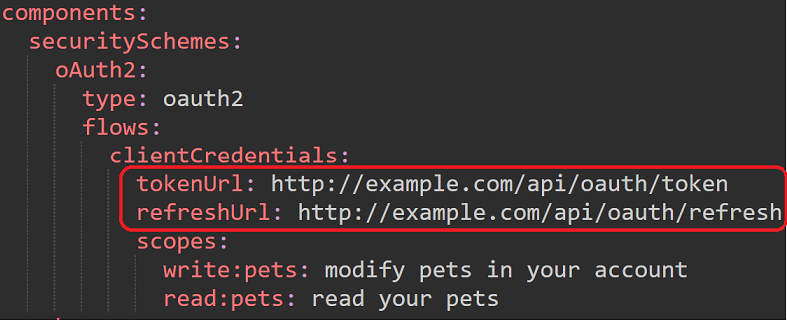 components:
securitySchemes:
oAuth2:
type: oauth2
flows:
clientCredentials:
tokenUrl: http://example.com/api/oauth/token
refreshUrl: http://example.com/api/oauth/refresh
scopes:
write:pets: modify pets in your account
read:pets: read your pets